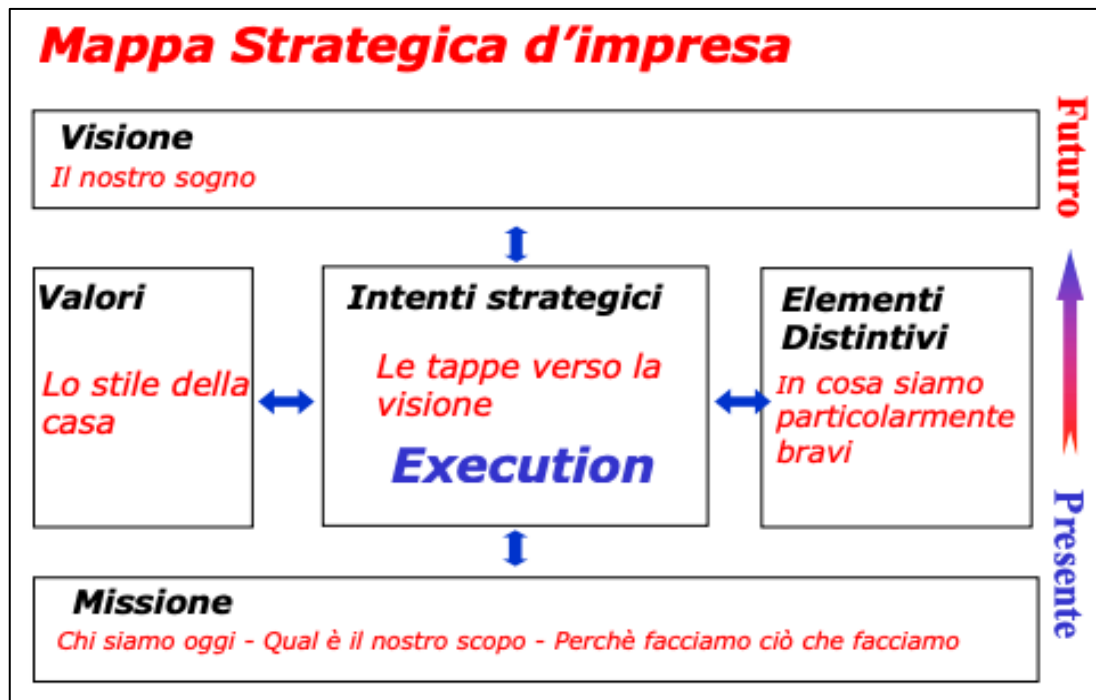 Mappa Strategica d’impresa
Visione
Il nostro sogno
Futuro
Valori
Lo stile della
casa
Intenti strategici
Le tappe verso la
visione
Execution
Elementi
Distintivi
In cosa siamo
particolarmente
bravi
Presente
Missione
Chi siamo oggi - Qual è il nostro scopo - Perchè facciamo ciò che facciamo